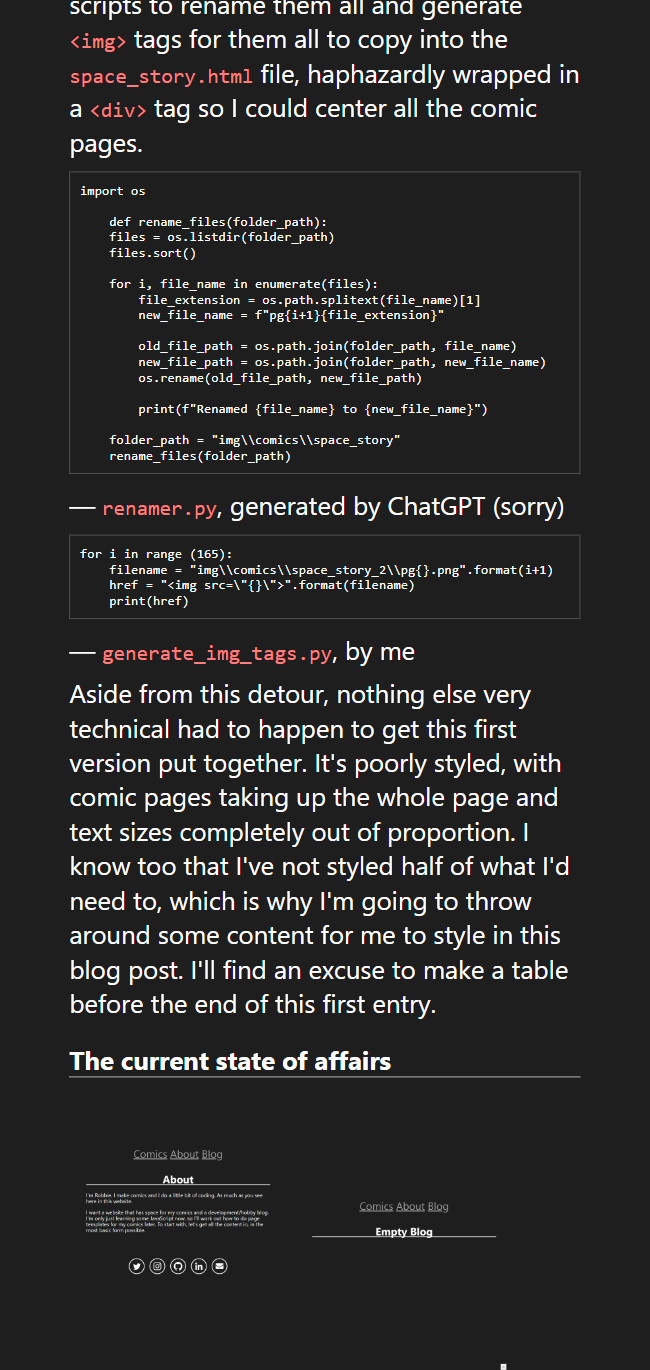 scripts to rename them all and generate
<img> tags for them all to copy into the
space_story.html file, haphazardly wrapped in
a <div> tag so I could center all the comic
pages.
import os
def rename_files(folder_path):
files = os.listdir(folder_path)
files.sort()
for i, file_name in enumerate(files):
file_extension = os.path.splitext(file_name)[1]
new_file_name = f"pg{i+1}{file_extension}"
old_file_path = os.path.join(folder_path, file_name)
new_file_path = os.path.join(folder_path, new_file_name)
os.rename(old_file_path, new_file_path)
print(f"Renamed {file_name} to {new_file_name}")
folder_path = "img\\comics\\space_story"
rename_files(folder_path)
— renamer.py, generated by ChatGPT (sorry)
for i in range (165):
filename = "img\\comics\\space_story_2\\pg{}.png".format(i+1)
href = "<img src=\"{}\">".format(filename)
print(href)
— generate_img_tags.py, by me
Aside from this detour, nothing else very
technical had to happen to get this first
version put together. It's poorly styled, with
comic pages taking up the whole page and
text sizes completely out of proportion. I
know too that I've not styled half of what I'd
need to, which is why I'm going to throw
around some content for me to style in this
blog post. I'll find an excuse to make a table
before the end of this first entry.
The current state of affairs
Comics About Blog
About
I'm Robbie. I make comics and I do a little bit of coding. As much as you see
here in this website.
I want a website that has space for my comics and a development/hobby blog.
I'm only just learning some JavaScript now, so I'll work out how to do page
templates for my comics later. To start with, let's get all the content in, in the
most basic form possible.
Comics About Blog
Empty Blog